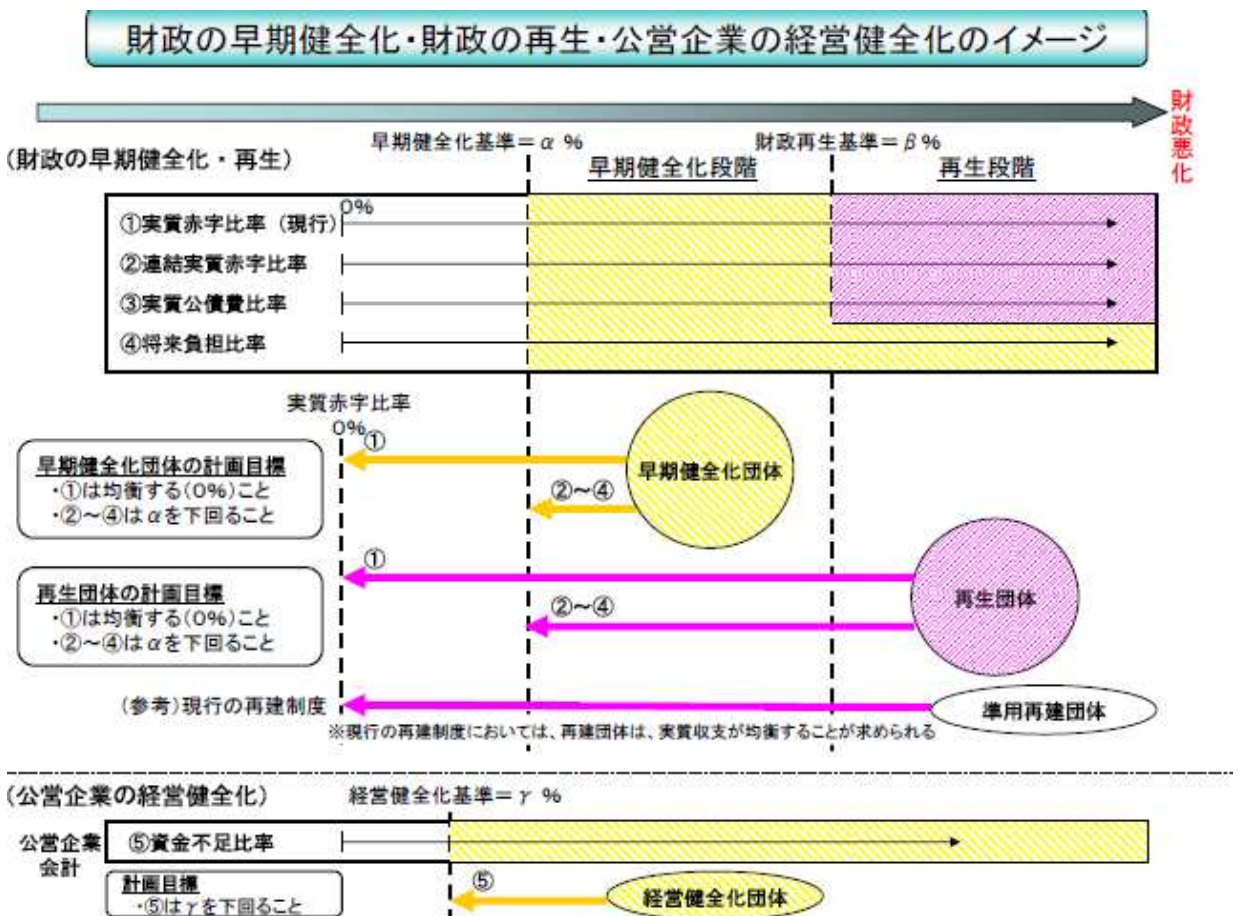 財政の早期健全化・財政の再生・公営企業の経営健全化のイメージ
財政悪化
早期健全化基準＝α％
財政再生基準＝β％
(財政の早期健全化・再生)
早期健全化段階
再生段階
0%
①実質赤字比率（現行）
②連結実質赤字比率
③実質公債費比率
④将来負担比率
実質赤字比率
0%
①
早期健全化団体の計画目標
・①は均衡する(0%)こと
・②～④はαを下回ること
②～④
早期健全化団体
①
再生団体の計画目標
・①は均衡する(0%)こと
・②～④はαを下回ること
②～④
再生団体
(参考)現行の再建制度
準用再建団体
※現行の再建制度においては、再建団体は、実質収支が均衡することが求められる
(公営企業の経営健全化)
経営健全化基準＝γ％
公営企業
会計
⑤資金不足比率
計画目標
・⑤はγを下回ること
⑤
経営健全化団体